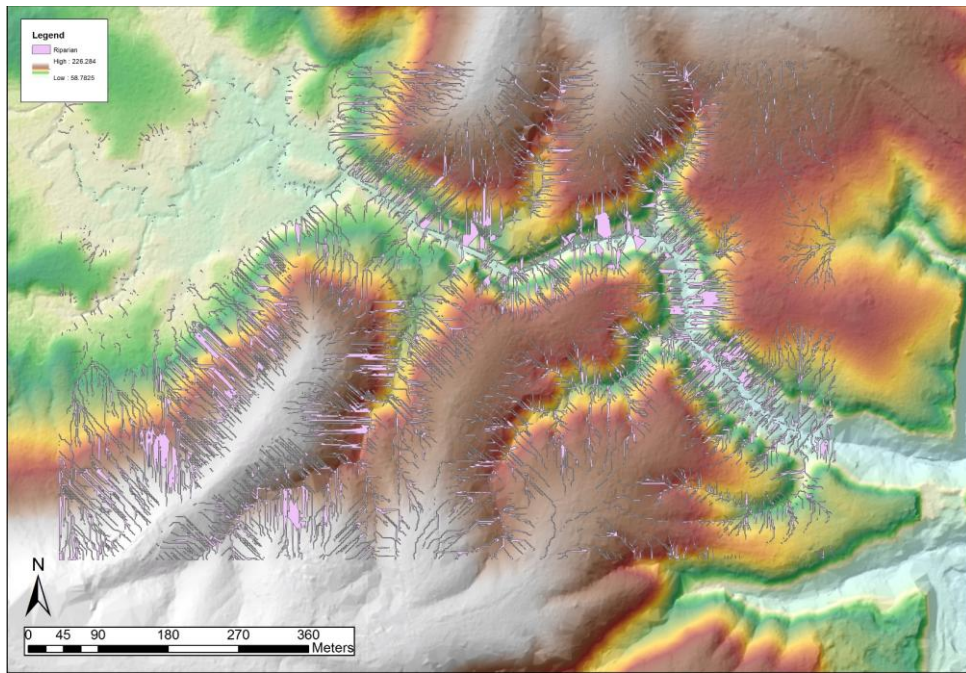 Legend
Riparian
High : 226.284
Low : 58.7825
N
0 45 90 180 270 360
Meters